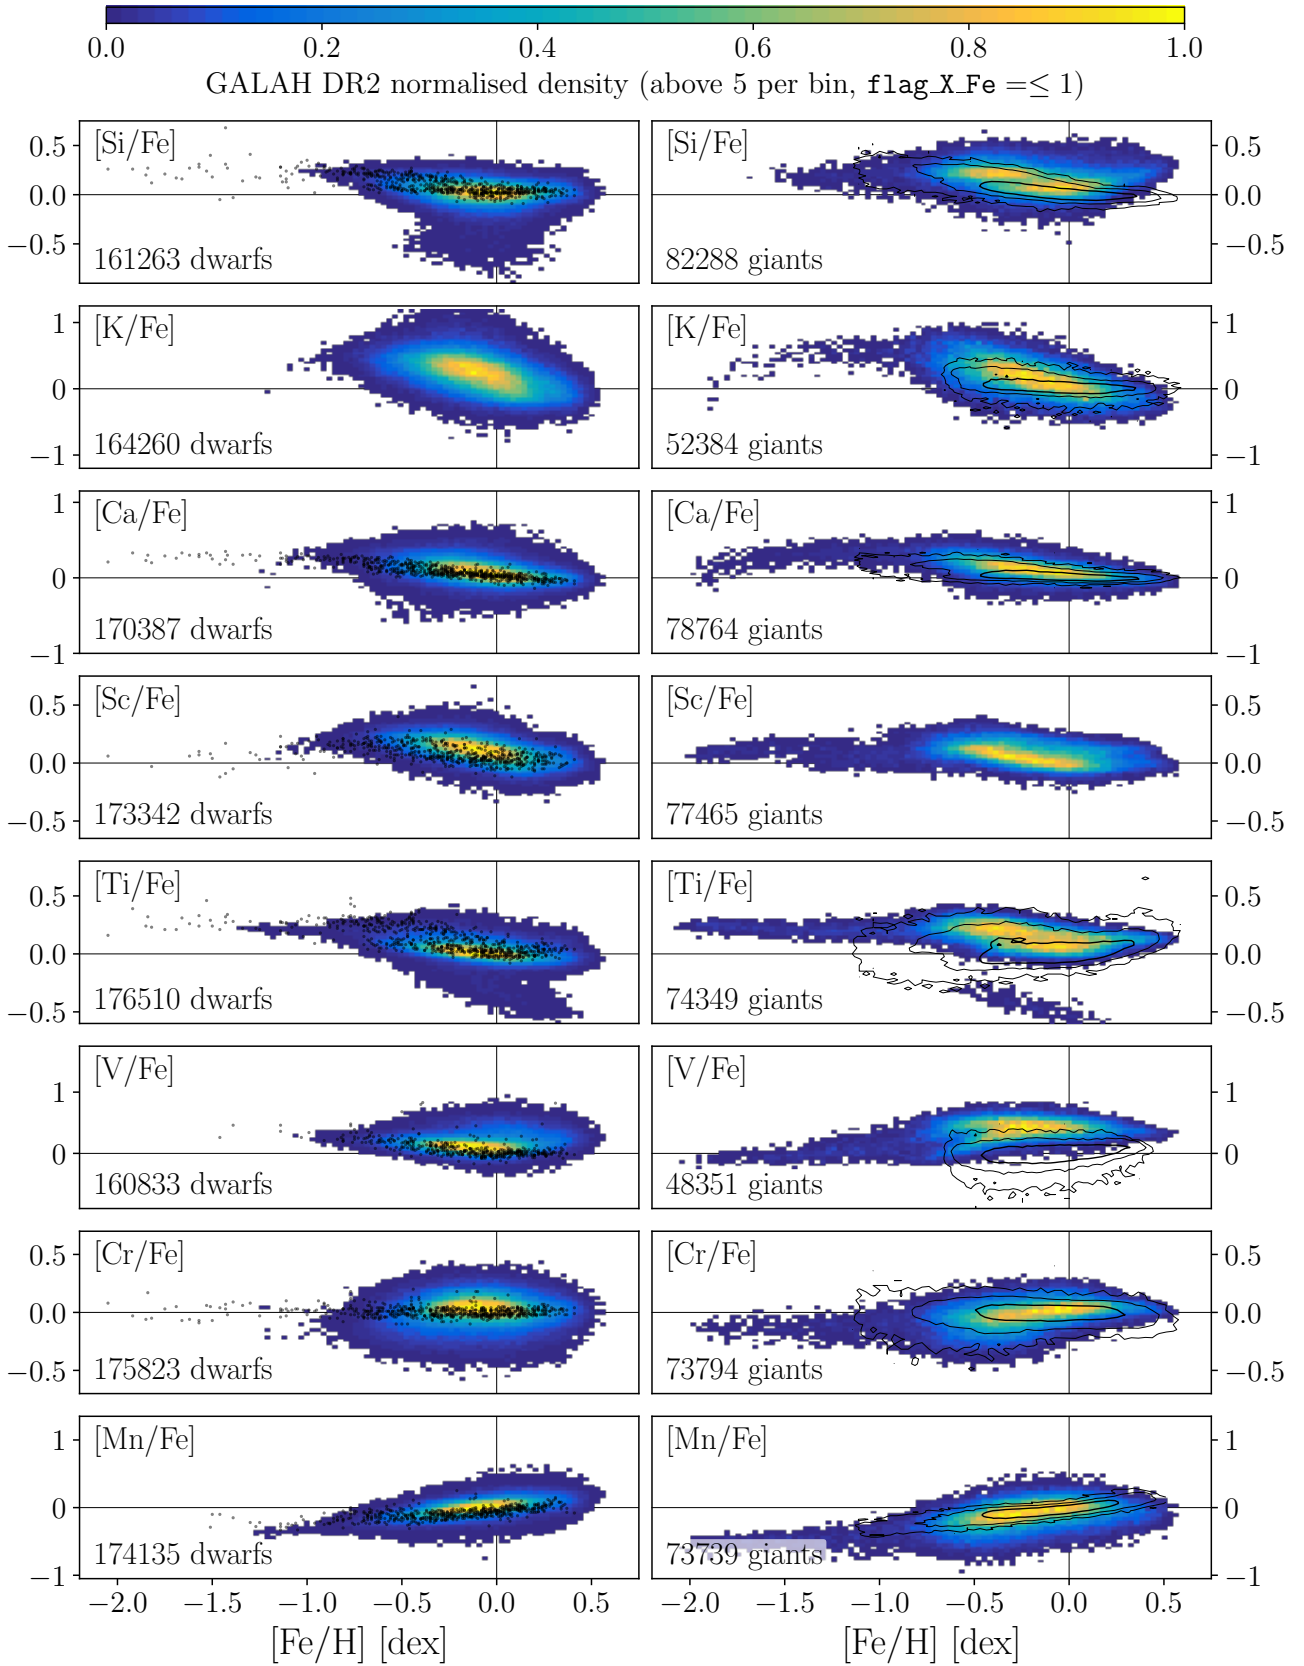 0.0 0.2 0.4 0.6 0.8 1.0
GALAH DR2 normalised density (above 5 per bin, flag_X_Fe =≤ 1)
[Si/Fe] [Si/Fe]
0.5 0.5
0.0 0.0
−0.5 −0.5
161263 dwarfs 82288 giants
[K/Fe] [K/Fe]
1 1
0 0
164260 dwarfs 52384 giants
−1 −1
[Ca/Fe] [Ca/Fe]
1 1
0 0
170387 dwarfs 78764 giants
−1 −1
[Sc/Fe] [Sc/Fe]
0.5 0.5
0.0 0.0
−0.5 −0.5
173342 dwarfs 77465 giants
[Ti/Fe] [Ti/Fe]
0.5 0.5
0.0 0.0
176510 dwarfs 74349 giants
−0.5 −0.5
[V/Fe] [V/Fe]
1 1
0 0
160833 dwarfs 48351 giants
[Cr/Fe] [Cr/Fe]
0.5 0.5
0.0 0.0
175823 dwarfs 73794 giants
−0.5 −0.5
[Mn/Fe] [Mn/Fe]
1 1
0 0
174135 dwarfs 73739 giants
−1 −1
−2.0 −1.5 −1.0 −0.5 0.0 0.5 −2.0 −1.5 −1.0 −0.5 0.0 0.5
[Fe/H] [dex] [Fe/H] [dex]